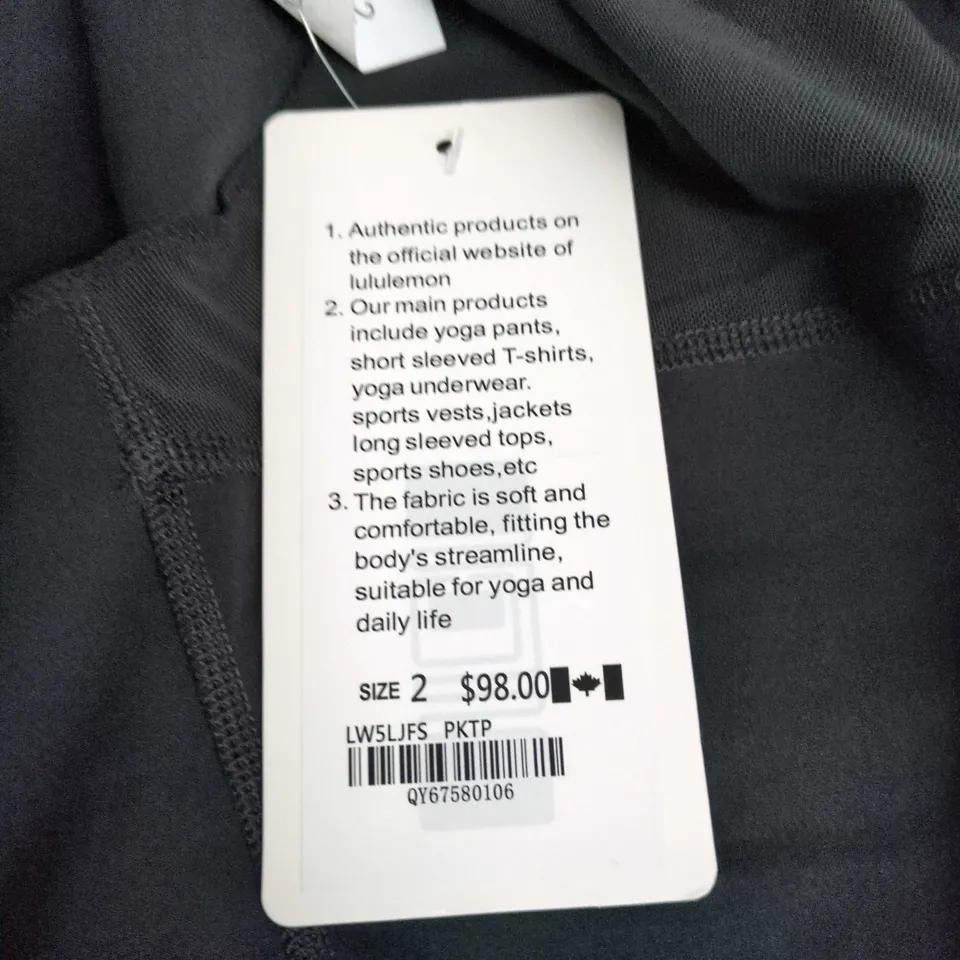 2
1. Authentic products on
the official website of
lululemon
2. Our main products
include yoga pants,
short sleeved T-shirts,
yoga underwear.
sports vests,jackets
long sleeved tops,
sports shoes,etc
3. The fabric is soft and
comfortable, fitting the
body's streamline,
suitable for yoga and
daily life
SIZE 2 $98.00
LW5LJFS PKTP
QY67580106